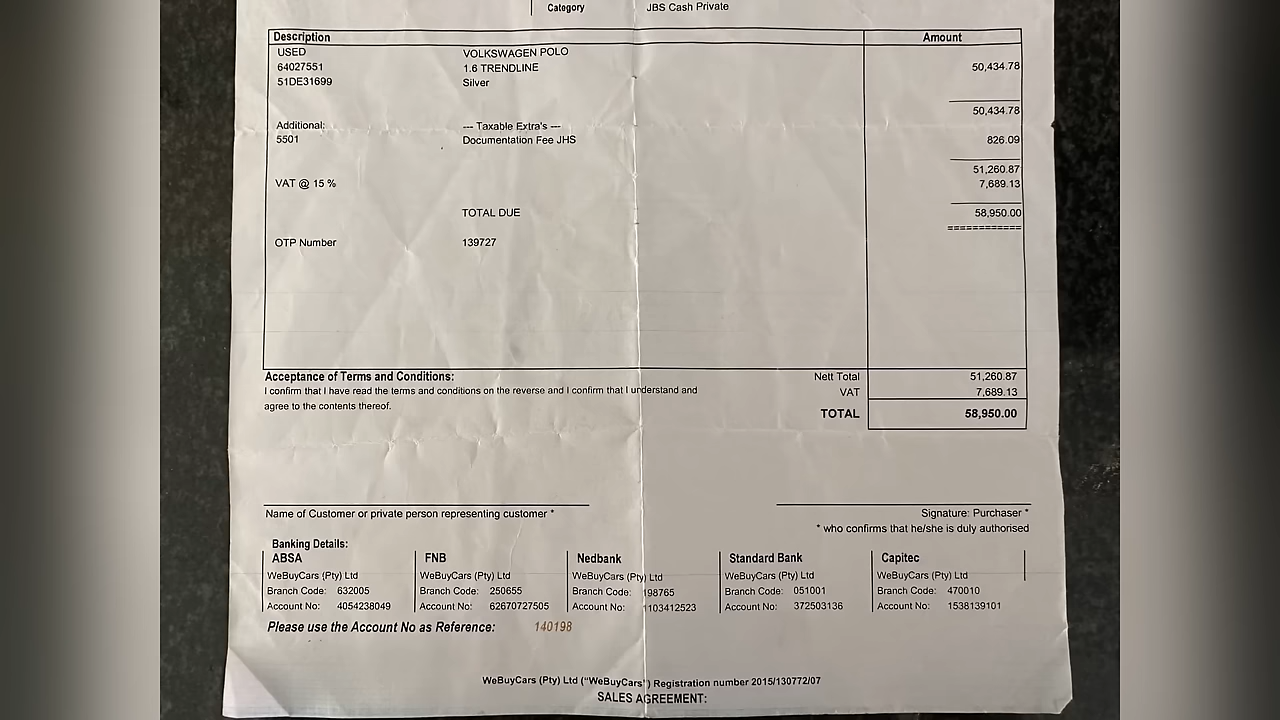 Category JBS Cash Private
Description Amount
USED VOLKSWAGEN POLO
64027551 1.6 TRENDLINE 50,434.78
51DE31699 Silver
50,434.78
Additional: --- Taxable Extra's ---
5501 Documentation Fee JHS 826.09
51,260.87
VAT @ 15 % 7,689.13
TOTAL DUE 58,950.00
============
OTP Number 139727
Acceptance of Terms and Conditions: Nett Total 51,260.87
I confirm that I have read the terms and conditions on the reverse and I confirm that I understand and VAT 7,689.13
agree to the contents thereof. TOTAL 58,950.00
Name of Customer or private person representing customer * Signature: Purchaser *
* who confirms that he/she is duly authorised
Banking Details:
ABSA FNB Nedbank Standard Bank Capitec
WeBuyCars (Pty) Ltd WeBuyCars (Pty) Ltd WeBuyCars (Pty) Ltd WeBuyCars (Pty) Ltd WeBuyCars (Pty) Ltd
Branch Code: 632005 Branch Code: 250655 Branch Code: 198765 Branch Code: 051001 Branch Code: 470010
Account No: 4054238049 Account No: 62670727505 Account No: 1103412523 Account No: 372503136 Account No: 1538139101
Please use the Account No as Reference: 140198
WeBuyCars (Pty) Ltd ("WeBuyCars") Registration number 2015/130772/07
SALES AGREEMENT: